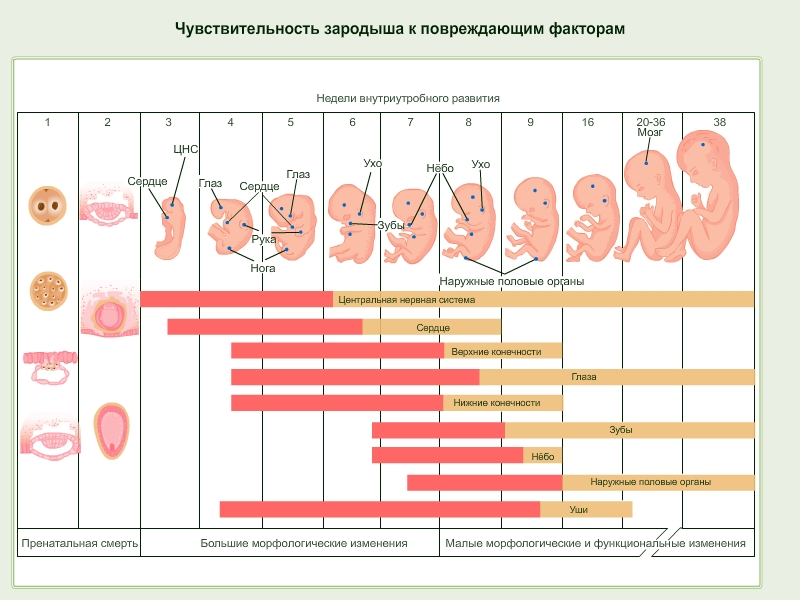 Чувствительность зародыша к повреждающим факторам
Недели внутриутробного развития
1 2 3 4 5 6 7 8 9 16 20-36 38
Мозг
ЦНС
Сердце
Глаз
Сердце
Глаз
Рука
Нога
Ухо
Зубы
Нёбо
Ухо
Наружные половые органы
Центральная нервная система
Сердце
Верхние конечности
Глаза
Нижние конечности
Зубы
Нёбо
Наружные половые органы
Уши
Пренатальная смерть
Большие морфологические изменения
Малые морфологические и функциональные изменения